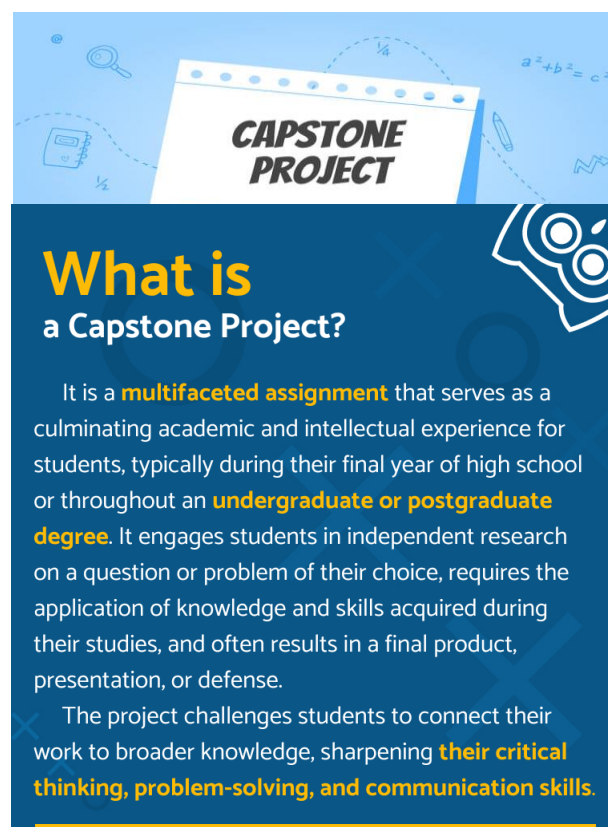 @
¼
a²+b²=c²
½
CAPSTONE
PROJECT
What is
a Capstone Project?
It is a multifaceted assignment that serves as a
culminating academic and intellectual experience for
students, typically during their final year of high school
or throughout an undergraduate or postgraduate
degree. It engages students in independent research
on a question or problem of their choice, requires the
application of knowledge and skills acquired during
their studies, and often results in a final product,
presentation, or defense.
The project challenges students to connect their
work to broader knowledge, sharpening their critical
thinking, problem-solving, and communication skills.